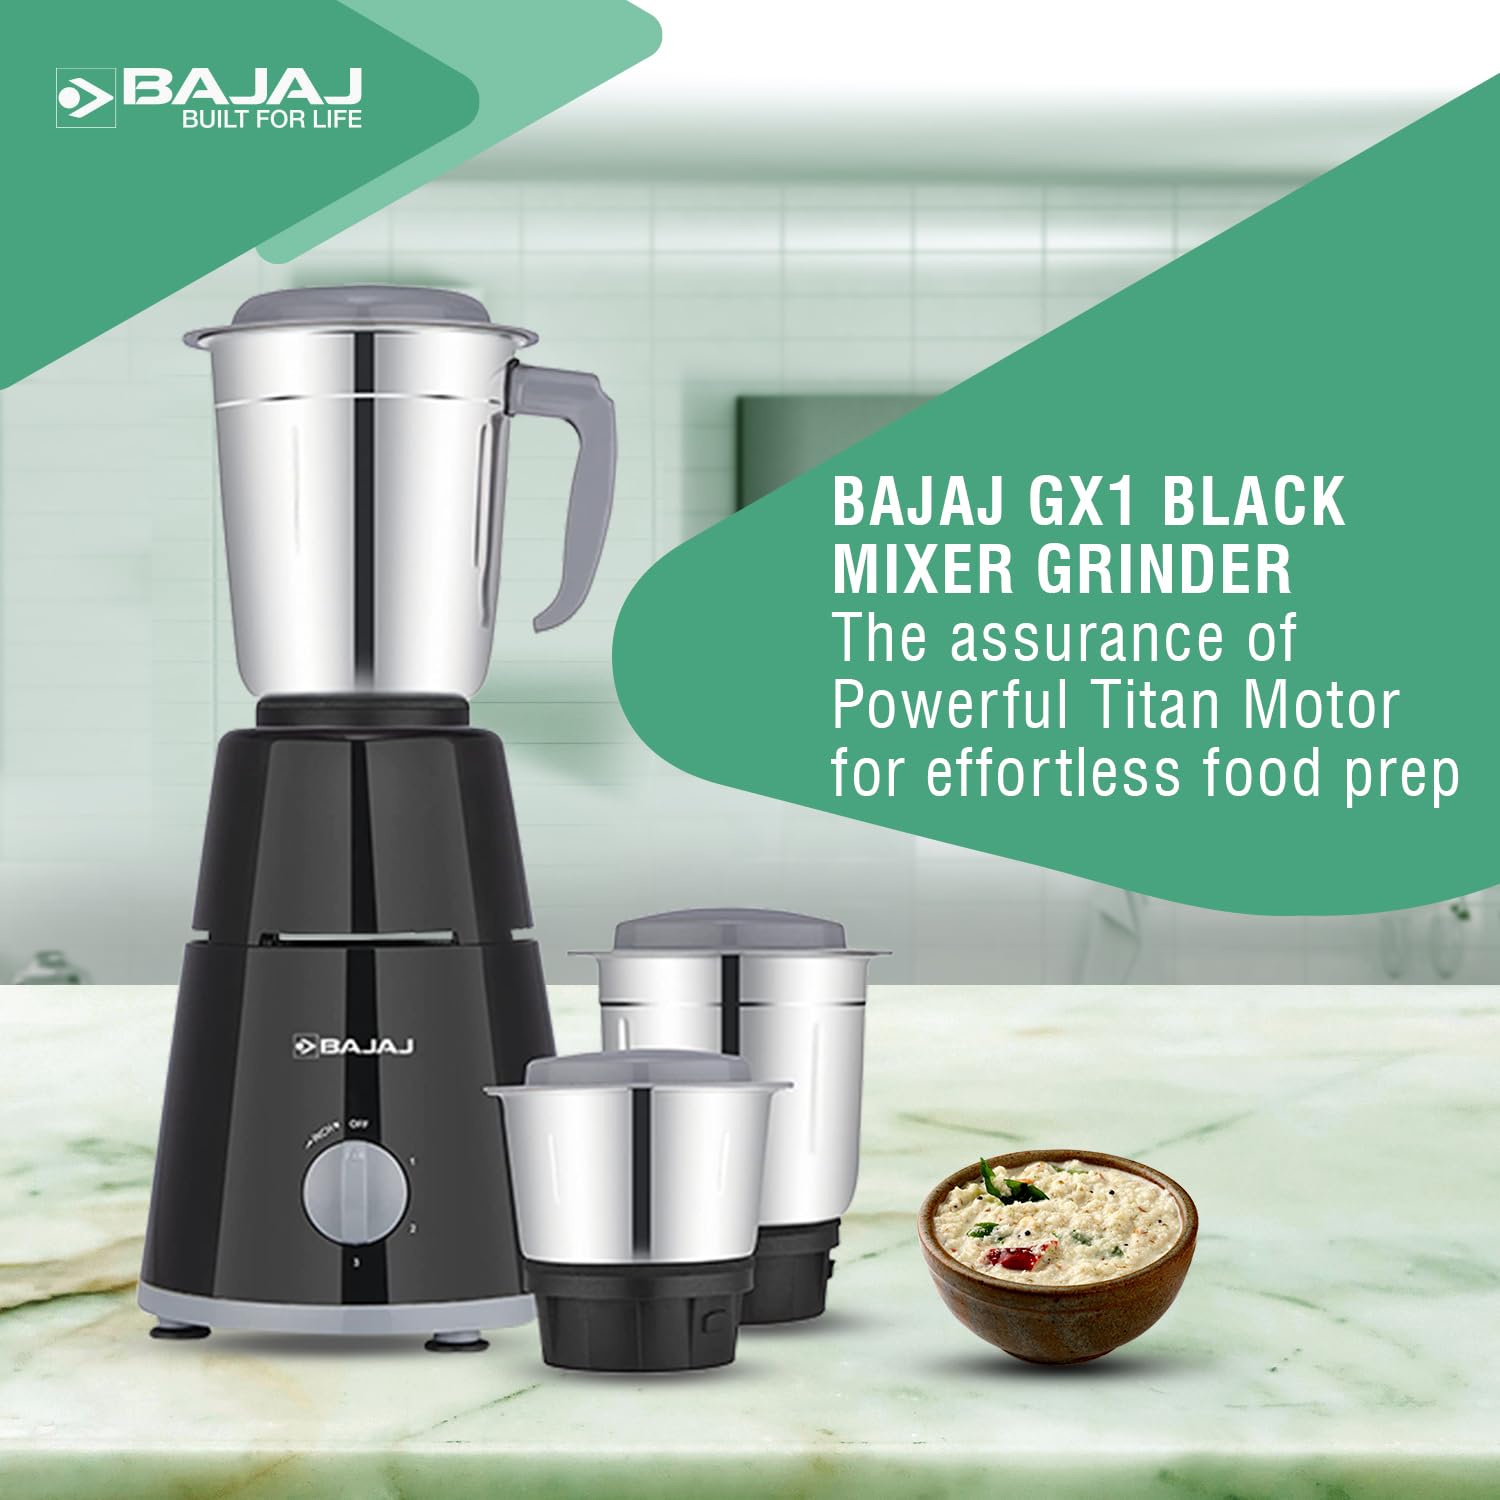 BAJAJ
BUILT FOR LIFE
BAJAJ GX1 BLACK
MIXER GRINDER
The assurance of
Powerful Titan Motor
for effortless food prep
BAJAJ
INCH OFF
1
2
3